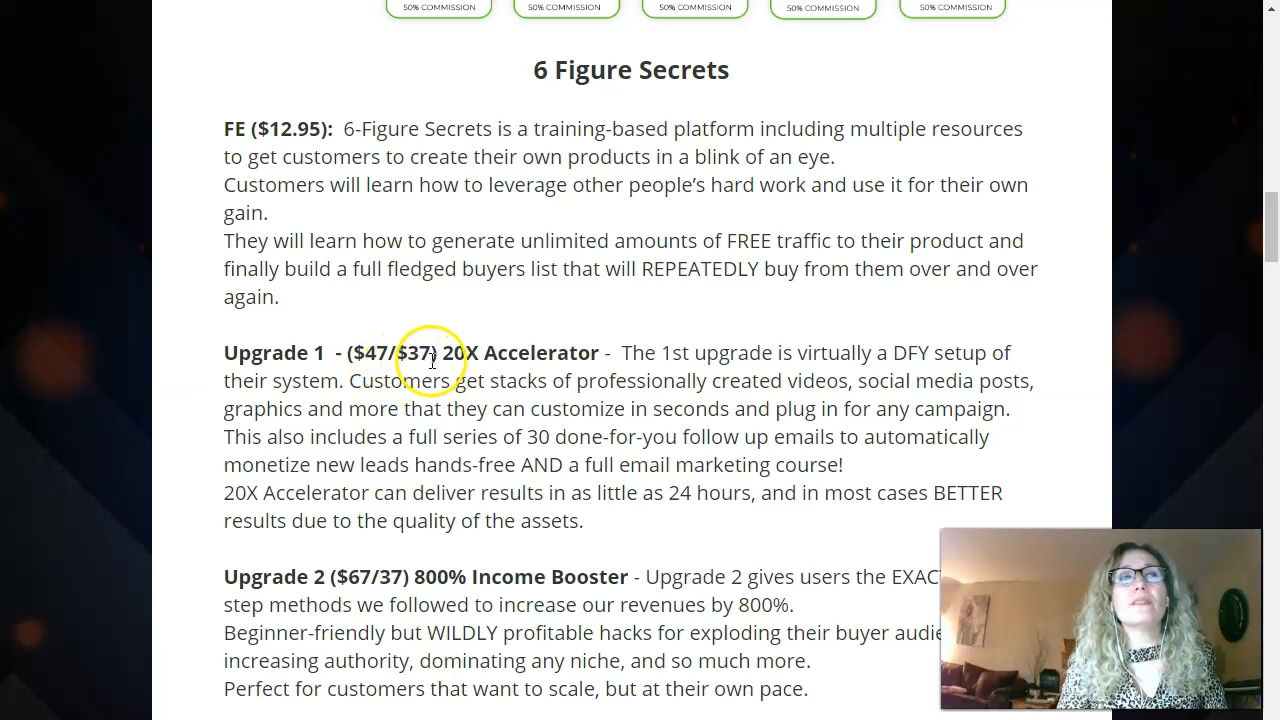 50% COMMISSION 50% COMMISSION 50% COMMISSION 50% COMMISSION 50% COMMISSION
6 Figure Secrets
FE ($12.95): 6-Figure Secrets is a training-based platform including multiple resources
to get customers to create their own products in a blink of an eye.
Customers will learn how to leverage other people's hard work and use it for their own
gain.
They will learn how to generate unlimited amounts of FREE traffic to their product and
finally build a full fledged buyers list that will REPEATEDLY buy from them over and over
again.
Upgrade 1 - ($47/$37) 20X Accelerator - The 1st upgrade is virtually a DFY setup of
their system. Customers get stacks of professionally created videos, social media posts,
graphics and more that they can customize in seconds and plug in for any campaign.
This also includes a full series of 30 done-for-you follow up emails to automatically
monetize new leads hands-free AND a full email marketing course!
20X Accelerator can deliver results in as little as 24 hours, and in most cases BETTER
results due to the quality of the assets.
Upgrade 2 ($67/37) 800% Income Booster - Upgrade 2 gives users the
step methods we followed to increase our revenues by 800%.
Beginner-friendly but WILDLY profitable hacks for exploding their buyer
increasing authority, dominating any niche, and so much more.
Perfect for customers that want to scale, but at their own pace.